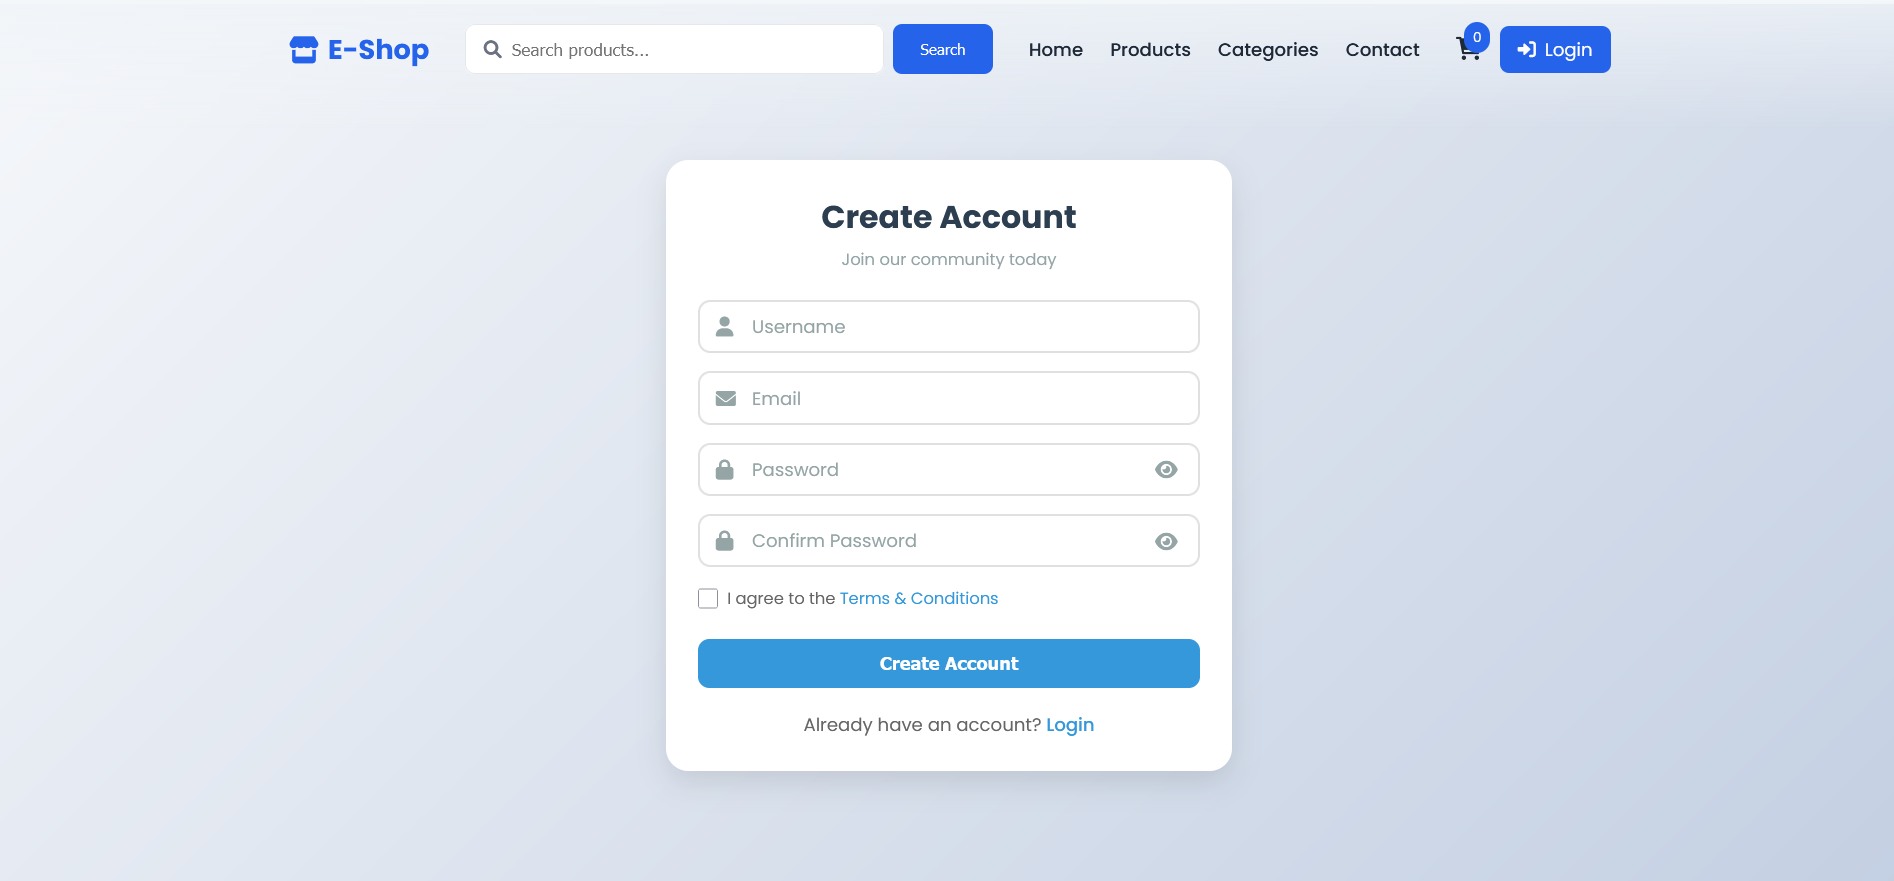 E-Shop
Search products...
Search
Home
Products
Categories
Contact
0
Login
Create Account
Join our community today
Username
Email
Password
Confirm Password
I agree to the Terms & Conditions
Create Account
Already have an account? Login